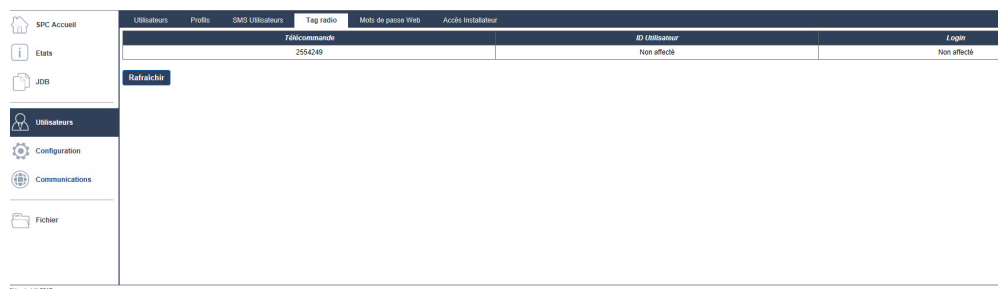 SPC Accueil
Etats
JDB
Utilisateurs
Configuration
Communications
Fichier
Utilisateurs Profils SMS Utilisateurs Tag radio Mots de passe Web Accès Installateur
Télécommande ID Utilisateur Login
2554249 Non affecté Non affecté
Rafraîchir